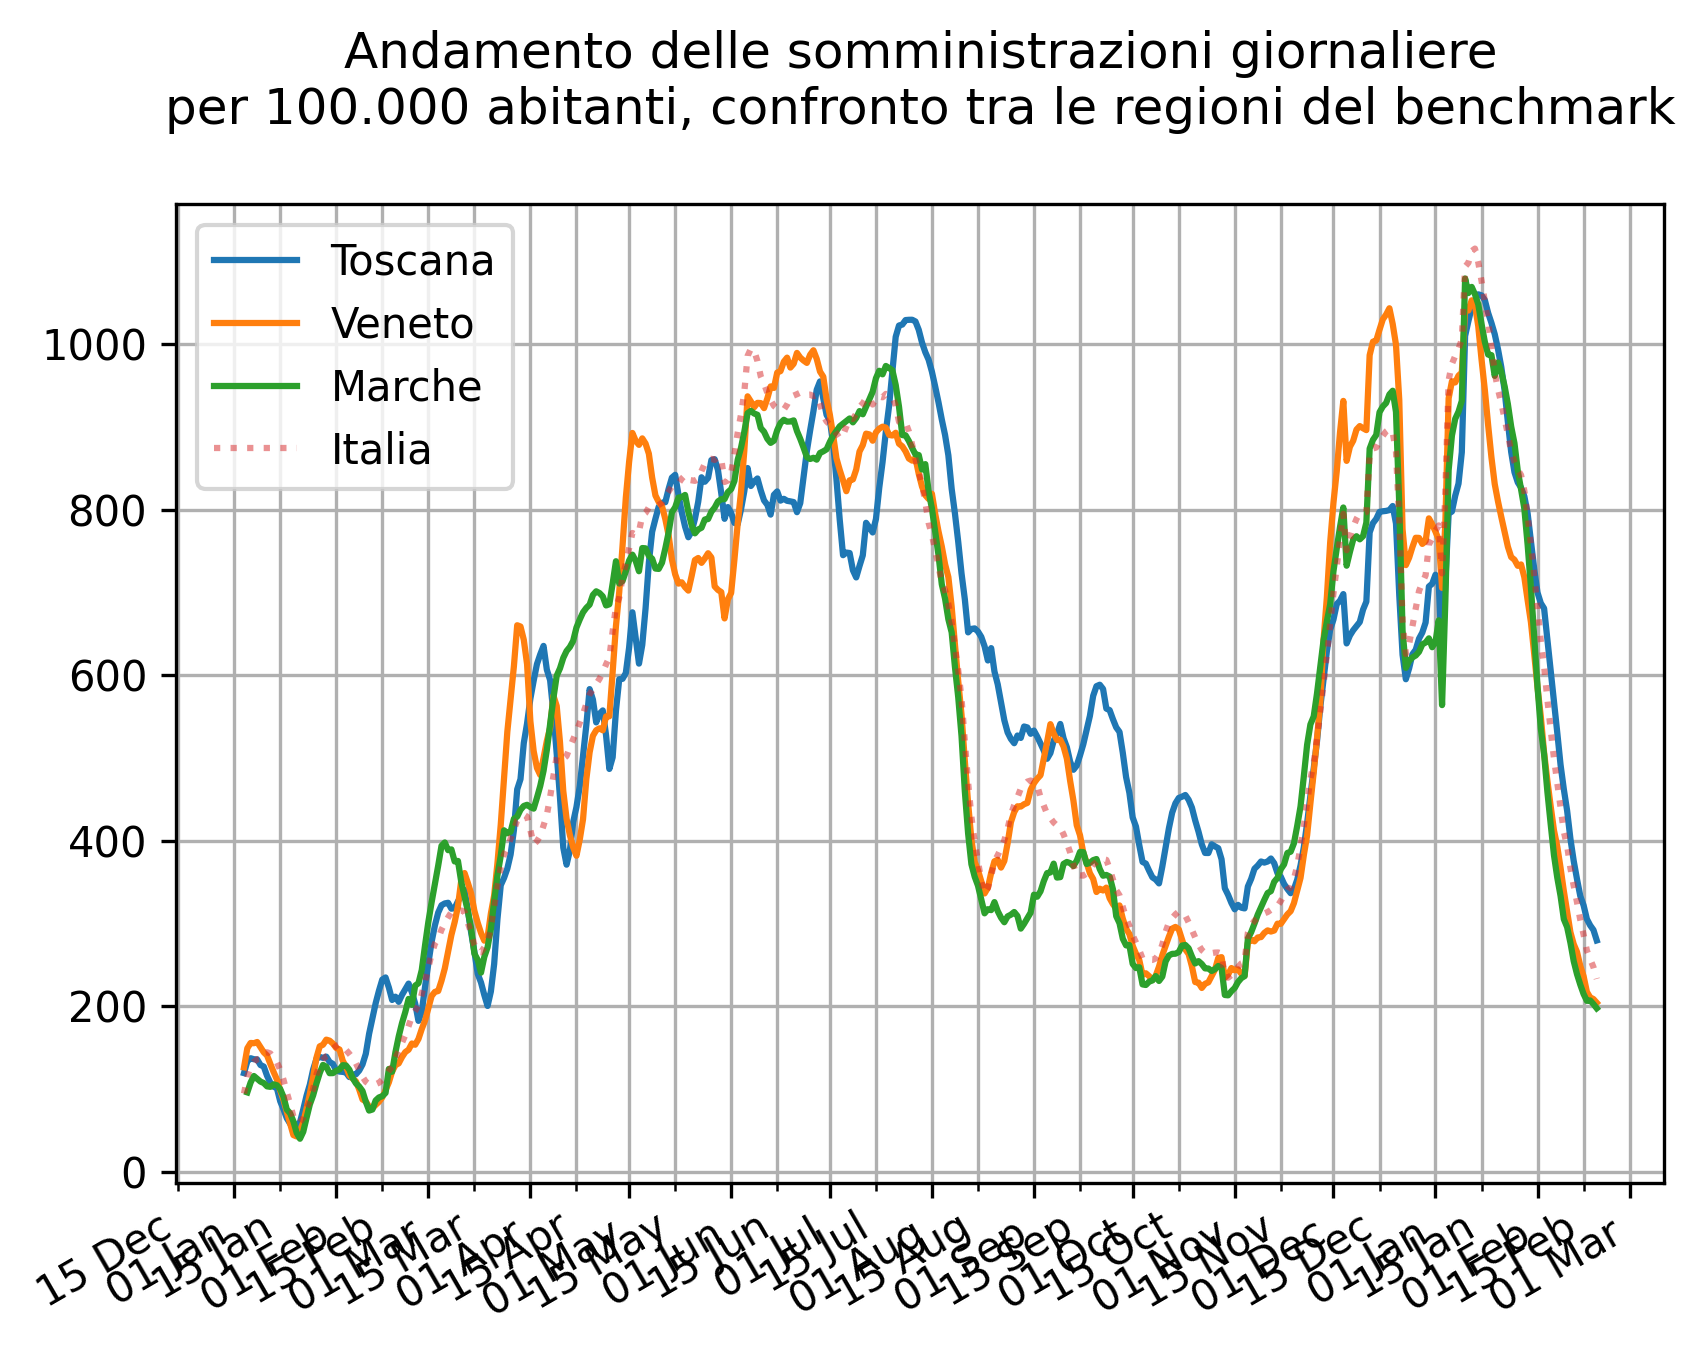 Andamento delle somministrazioni giornaliere
per 100.000 abitanti, confronto tra le regioni del benchmark
Toscana
Veneto
Marche
Italia
1000
800
600
400
200
0
15 Dec
01 Jan
15 Jan
01 Feb
15 Feb
01 Mar
15 Mar
01 Apr
15 Apr
01 May
15 May
01 Jun
15 Jun
01 Jul
15 Jul
01 Aug
15 Aug
01 Sep
15 Sep
01 Oct
15 Oct
01 Nov
15 Nov
01 Dec
15 Dec
01 Jan
15 Jan
01 Feb
15 Feb
01 Mar